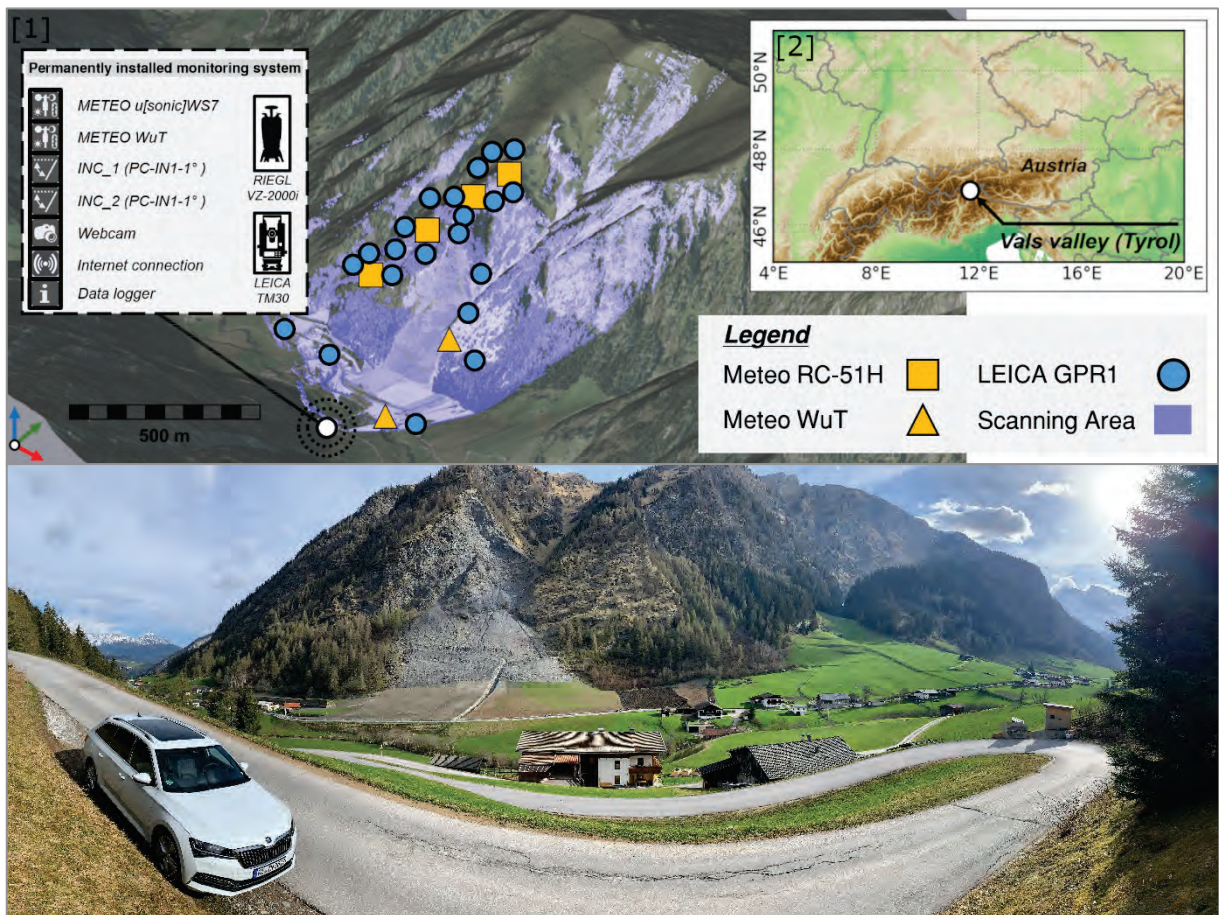 [1]
Permanently installed monitoring system
METEO u[sonic]WS7
METEO WuT
INC_1 (PC-IN1-1°)
INC_2 (PC-IN1-1°)
Webcam
Internet connection
Data logger
RIEGL
VZ-2000i
LEICA
TM30
500 m
[2]
50°N
48°N
46°N
4°E
8°E
12°E
16°E
20°E
Austria
Vals valley (Tyrol)
Legend
Meteo RC-51H
LEICA GPR1
Meteo WuT
Scanning Area